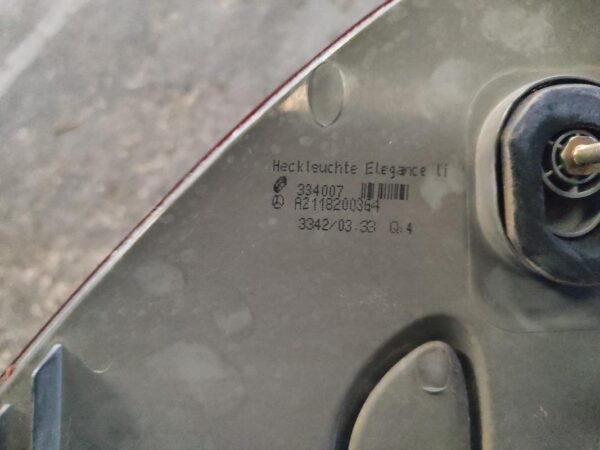 Heckleuchte Elegance li
334007
A2118200364
3342/03 33 Q:4